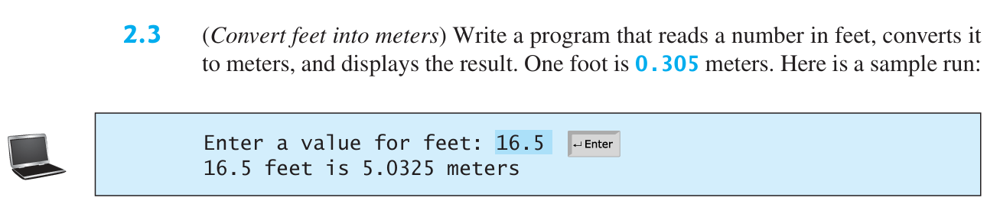 2.3 (Convert feet into meters) Write a program that reads a number in feet, converts it
to meters, and displays the result. One foot is 0.305 meters. Here is a sample run:
Enter a value for feet: 16.5 ↵Enter
16.5 feet is 5.0325 meters